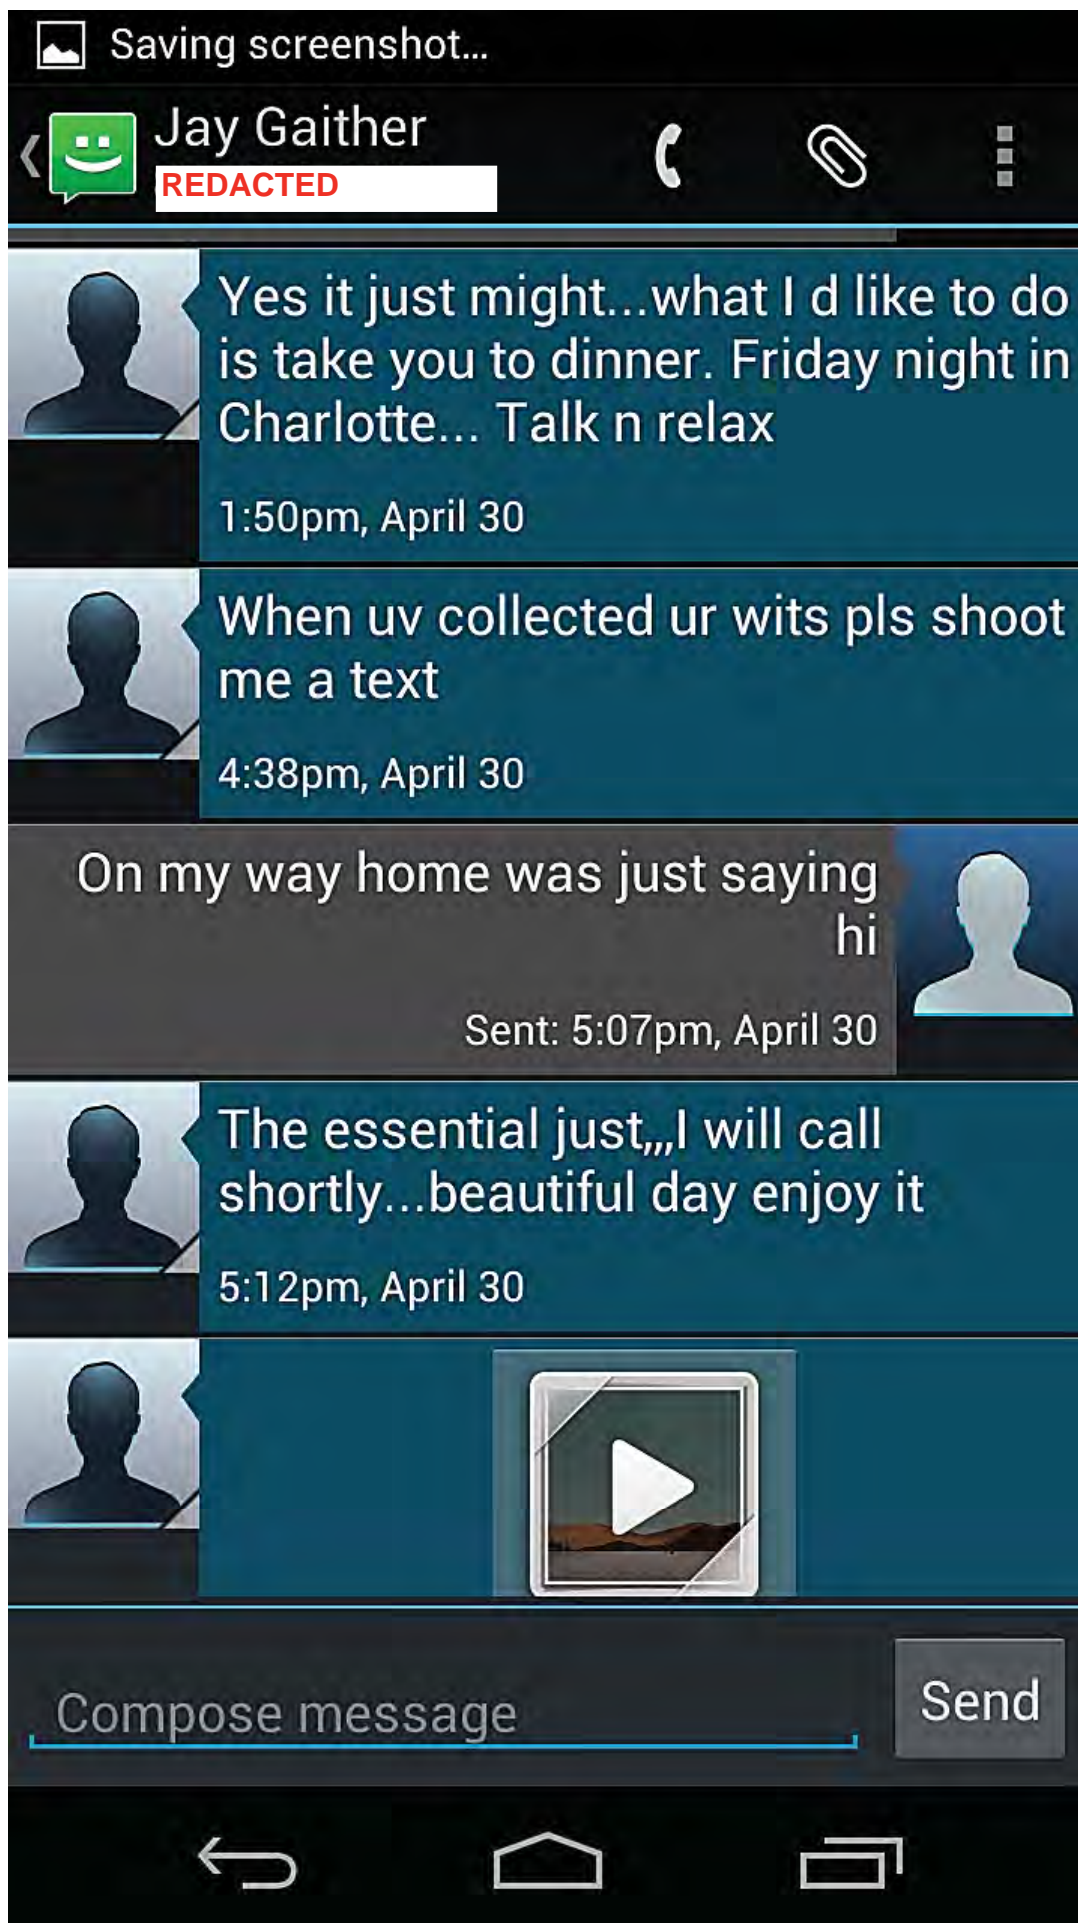 Saving screenshot...
Jay Gaither
REDACTED
Yes it just might...what I d like to do
is take you to dinner. Friday night in
Charlotte... Talk n relax
1:50pm, April 30
When uv collected ur wits pls shoot
me a text
4:38pm, April 30
On my way home was just saying
hi
Sent: 5:07pm, April 30
The essential just,,,I will call
shortly...beautiful day enjoy it
5:12pm, April 30
Compose message
Send